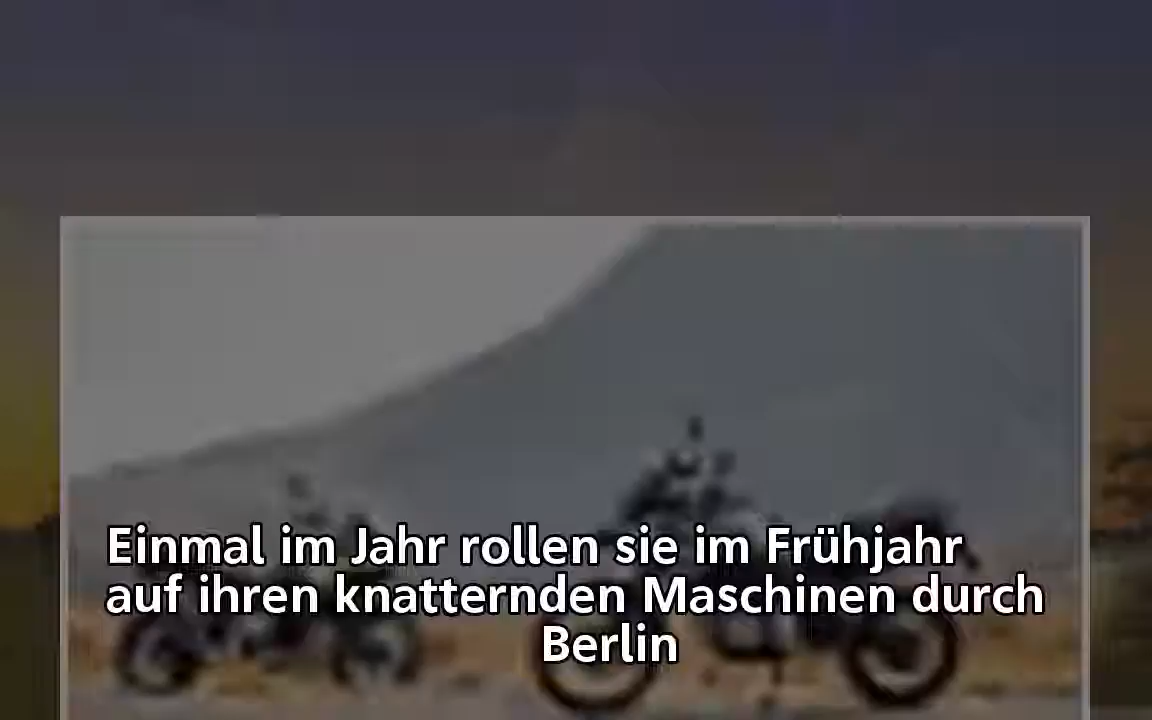 Einmal im Jahr rollen sie im Frühjahr
auf ihren knatternden Maschinen durch
Berlin